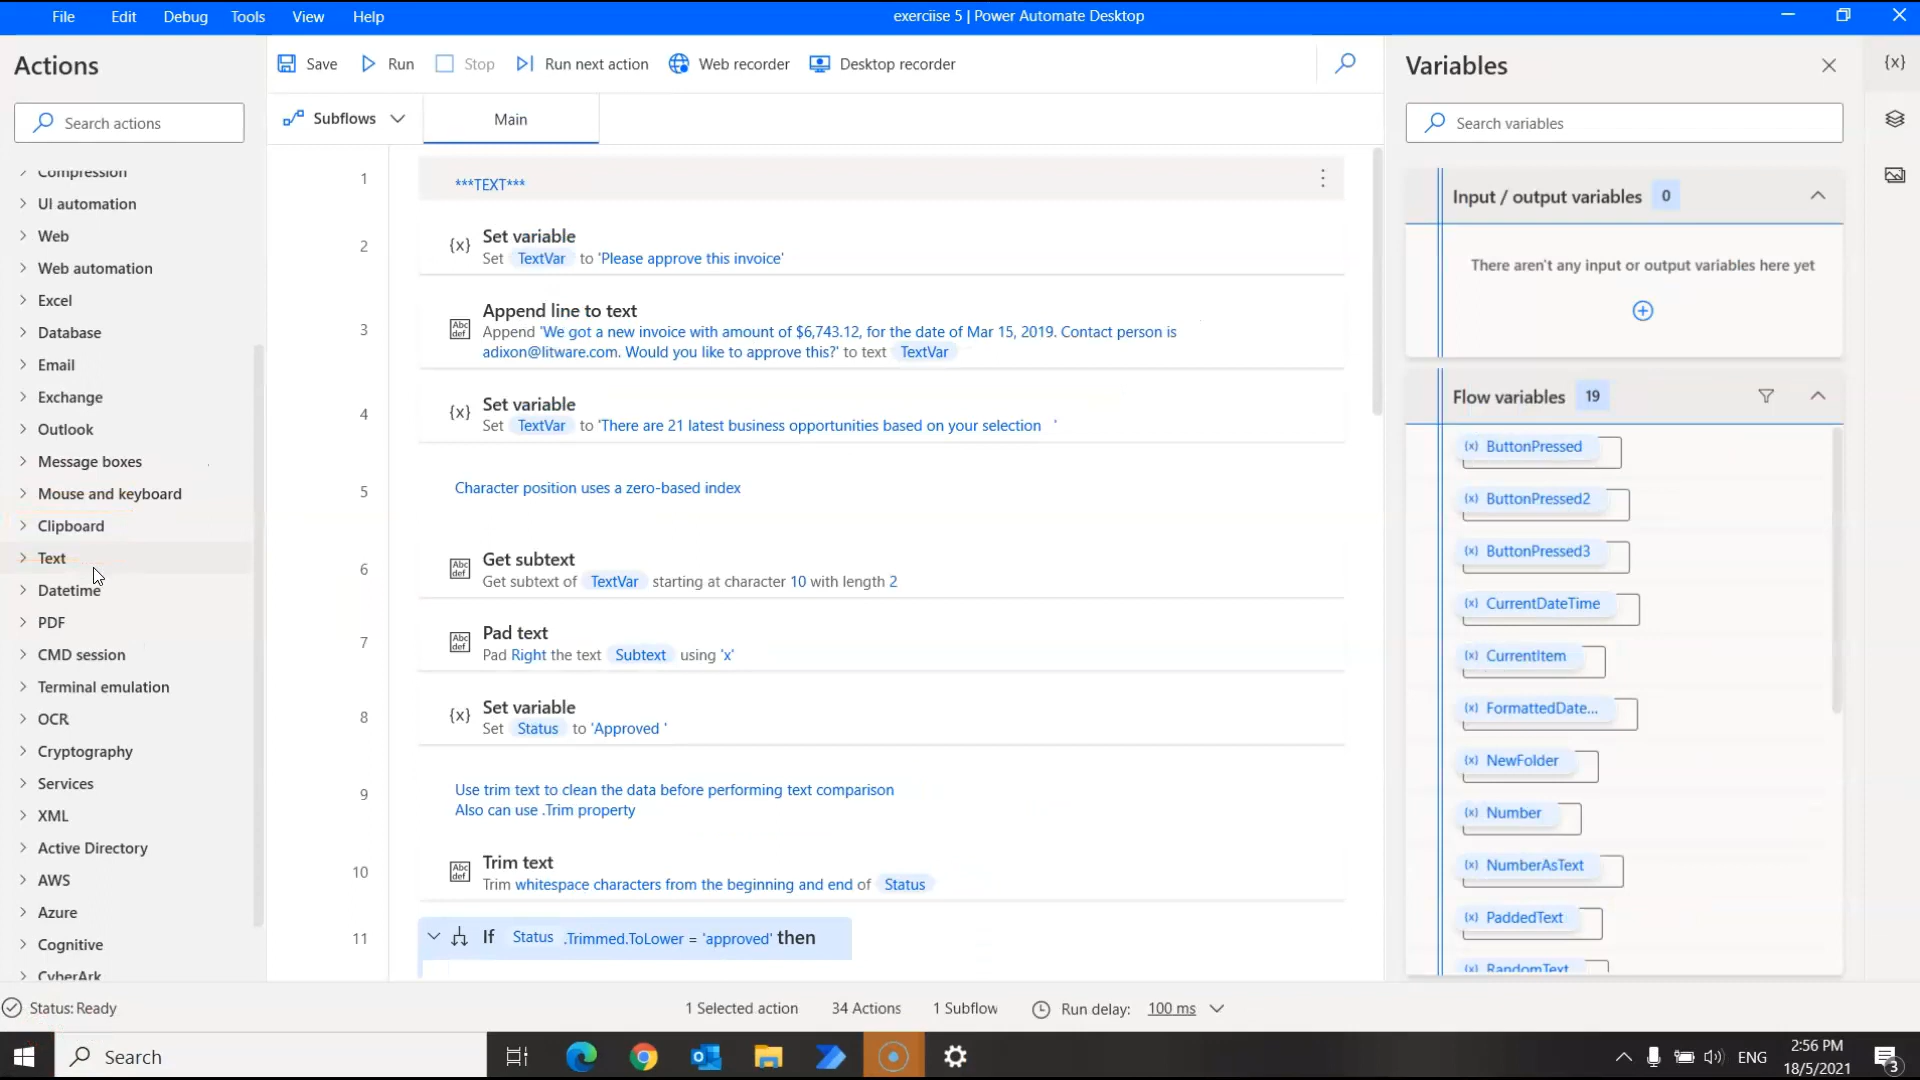 File Edit Debug Tools View Help
exerciise 5 | Power Automate Desktop
Actions
Search actions
Compression
UI automation
Web
Web automation
Excel
Database
Email
Exchange
Outlook
Message boxes
Mouse and keyboard
Clipboard
Text
Datetime
PDF
CMD session
Terminal emulation
OCR
Cryptography
Services
XML
Active Directory
AWS
Azure
Cognitive
CyberArk
Save Run Stop Run next action Web recorder Desktop recorder
Subflows Main
1 ***TEXT***
2 {x} Set variable
Set TextVar to 'Please approve this invoice'
3 Abc def Append line to text
Append 'We got a new invoice with amount of $6,743.12, for the date of Mar 15, 2019. Contact person is
adixon@litware.com. Would you like to approve this?' to text TextVar
4 {x} Set variable
Set TextVar to 'There are 21 latest business opportunities based on your selection '
5 Character position uses a zero-based index
6 Abc def Get subtext
Get subtext of TextVar starting at character 10 with length 2
7 Abc def Pad text
Pad Right the text Subtext using 'x'
8 {x} Set variable
Set Status to 'Approved '
9 Use trim text to clean the data before performing text comparison
Also can use .Trim property
10 Abc def Trim text
Trim whitespace characters from the beginning and end of Status
11 If Status .Trimmed.ToLower = 'approved' then
Variables
{x}
Search variables
Input / output variables 0
There aren't any input or output variables here yet
Flow variables 19
(x) ButtonPressed
(x) ButtonPressed2
(x) ButtonPressed3
(x) CurrentDateTime
(x) CurrentItem
(x) FormattedDate...
(x) NewFolder
(x) Number
(x) NumberAsText
(x) PaddedText
(x) RandomText
Status: Ready 1 Selected action 34 Actions 1 Subflow Run delay: 100 ms
Search
ENG
2:56 PM
18/5/2021
3